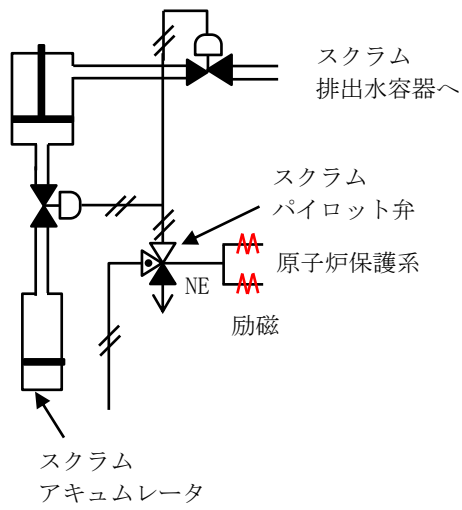 スクラム
排出水容器へ
スクラム
パイロット弁
原子炉保護系
NE
励磁
スクラム
アキュムレータ